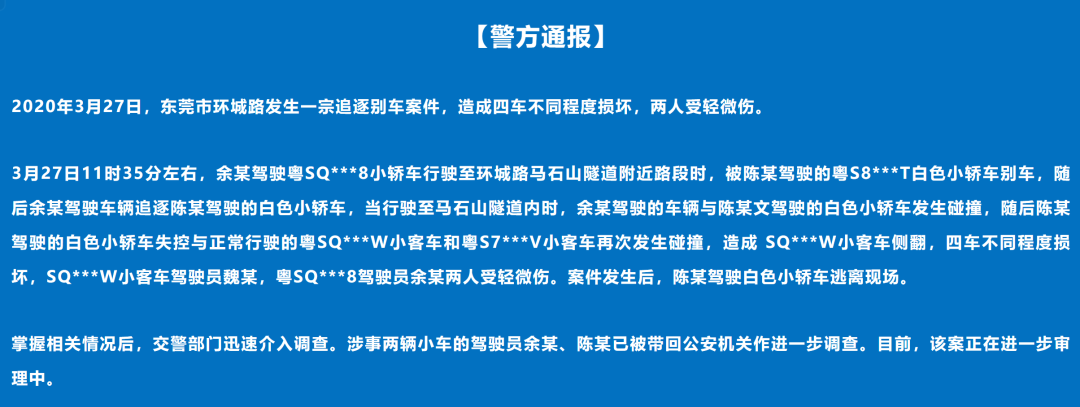 【警方通报】
2020年3月27日，东莞市环城路发生一宗追逐别车案件，造成四车不同程度损坏，两人受轻微伤。
3月27日11时35分左右，余某驾驶粤SQ***8小轿车行驶至环城路马石山隧道附近路段时，被陈某驾驶的粤S8***T白色小轿车别车，随
后余某驾驶车辆追逐陈某驾驶的白色小轿车，当行驶至马石山隧道内时，余某驾驶的车辆与陈某文驾驶的白色小轿车发生碰撞，随后陈某
驾驶的白色小轿车失控与正常行驶的粤SQ***W小客车和粤S7***V小客车再次发生碰撞，造成 SQ***W小客车侧翻，四车不同程度损
坏，SQ***W小客车驾驶员魏某，粤SQ***8驾驶员余某两人受轻微伤。案件发生后，陈某驾驶白色小轿车逃离现场。
掌握相关情况后，交警部门迅速介入调查。涉事两辆小车的驾驶员余某、陈某已被带回公安机关作进一步调查。目前，该案正在进一步审
理中。